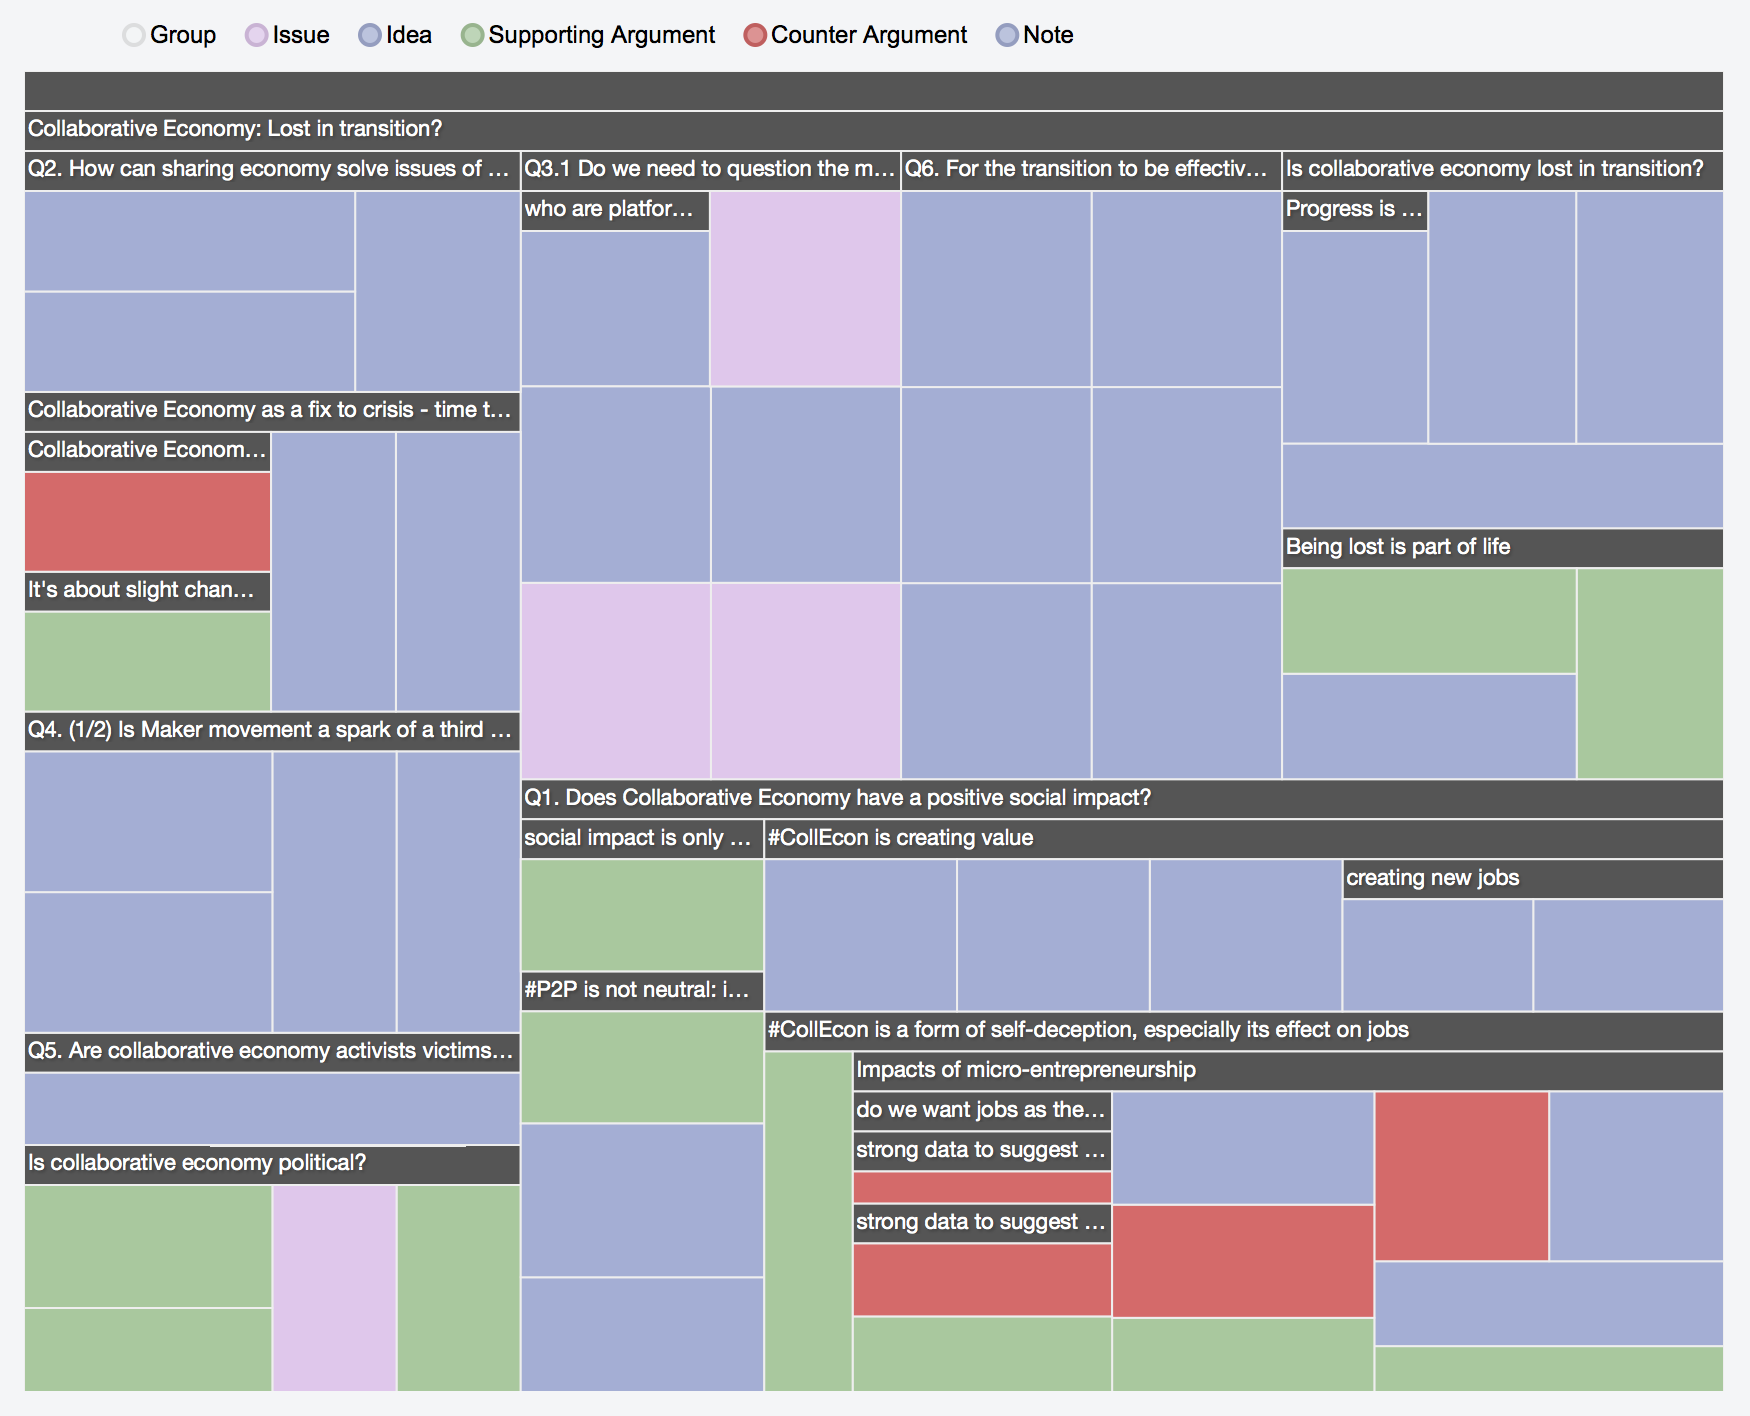 Group Issue Idea Supporting Argument Counter Argument Note
Collaborative Economy: Lost in transition?
Q2. How can sharing economy solve issues of ...
Q3.1 Do we need to question the m...
Q6. For the transition to be effectiv...
Is collaborative economy lost in transition?
who are platfor...
Progress is ...
Collaborative Economy as a fix to crisis - time t...
Collaborative Econom...
It's about slight chan...
Being lost is part of life
Q4. (1/2) Is Maker movement a spark of a third ...
Q1. Does Collaborative Economy have a positive social impact?
social impact is only ...
#CollEcon is creating value
creating new jobs
#P2P is not neutral: i...
#CollEcon is a form of self-deception, especially its effect on jobs
Q5. Are collaborative economy activists victims...
Impacts of micro-entrepreneurship
do we want jobs as the...
strong data to suggest ...
Is collaborative economy political?
strong data to suggest ...